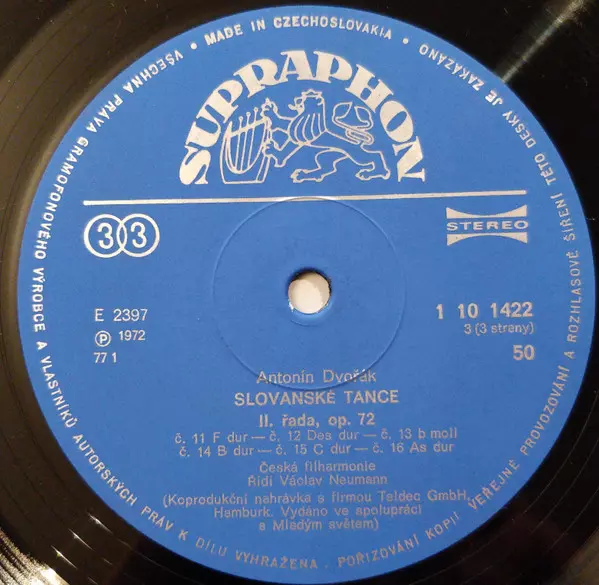 VŠECHNA PRÁVA GRAMOFONOVÉHO VÝROBCE A VLASTNÍKŮ AUTORSKÝCH PRÁV K DÍLU VYHRAŽENA. POŘIZOVÁNÍ KOPIÍ VEŘEJNÉ PROVOZOVÁNÍ A ROZHLASOVÉ ŠÍŘENÍ TÉTO DESKY JE ZAKÁZÁNO
• MADE IN CZECHOSLOVAKIA •
SUPRAPHON
33
STEREO
E 2397
℗ 1972
77 1
1 10 1422
3 (3 strany)
50
Antonín Dvořák
SLOVANSKÉ TANCE
II. řada, op. 72
č. 11 F dur — č. 12 Des dur — č. 13 b moll
č. 14 B dur — č. 15 C dur — č. 16 As dur
Česká filharmonie
Řídí Václav Neumann
(Koprodukční nahrávka s firmou Teldec GmbH,
Hamburk. Vydáno ve spolupráci
s Mladým světem)